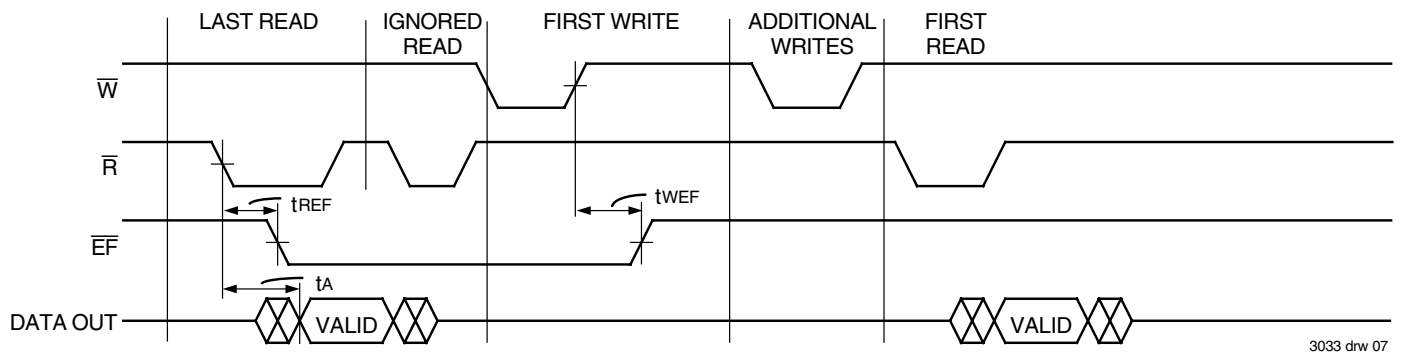 LAST READ
IGNORED READ
FIRST WRITE
ADDITIONAL WRITES
FIRST READ
W̅
R̅
tREF
tWEF
E̅F̅
tA
DATA OUT
VALID
VALID
3033 drw 07